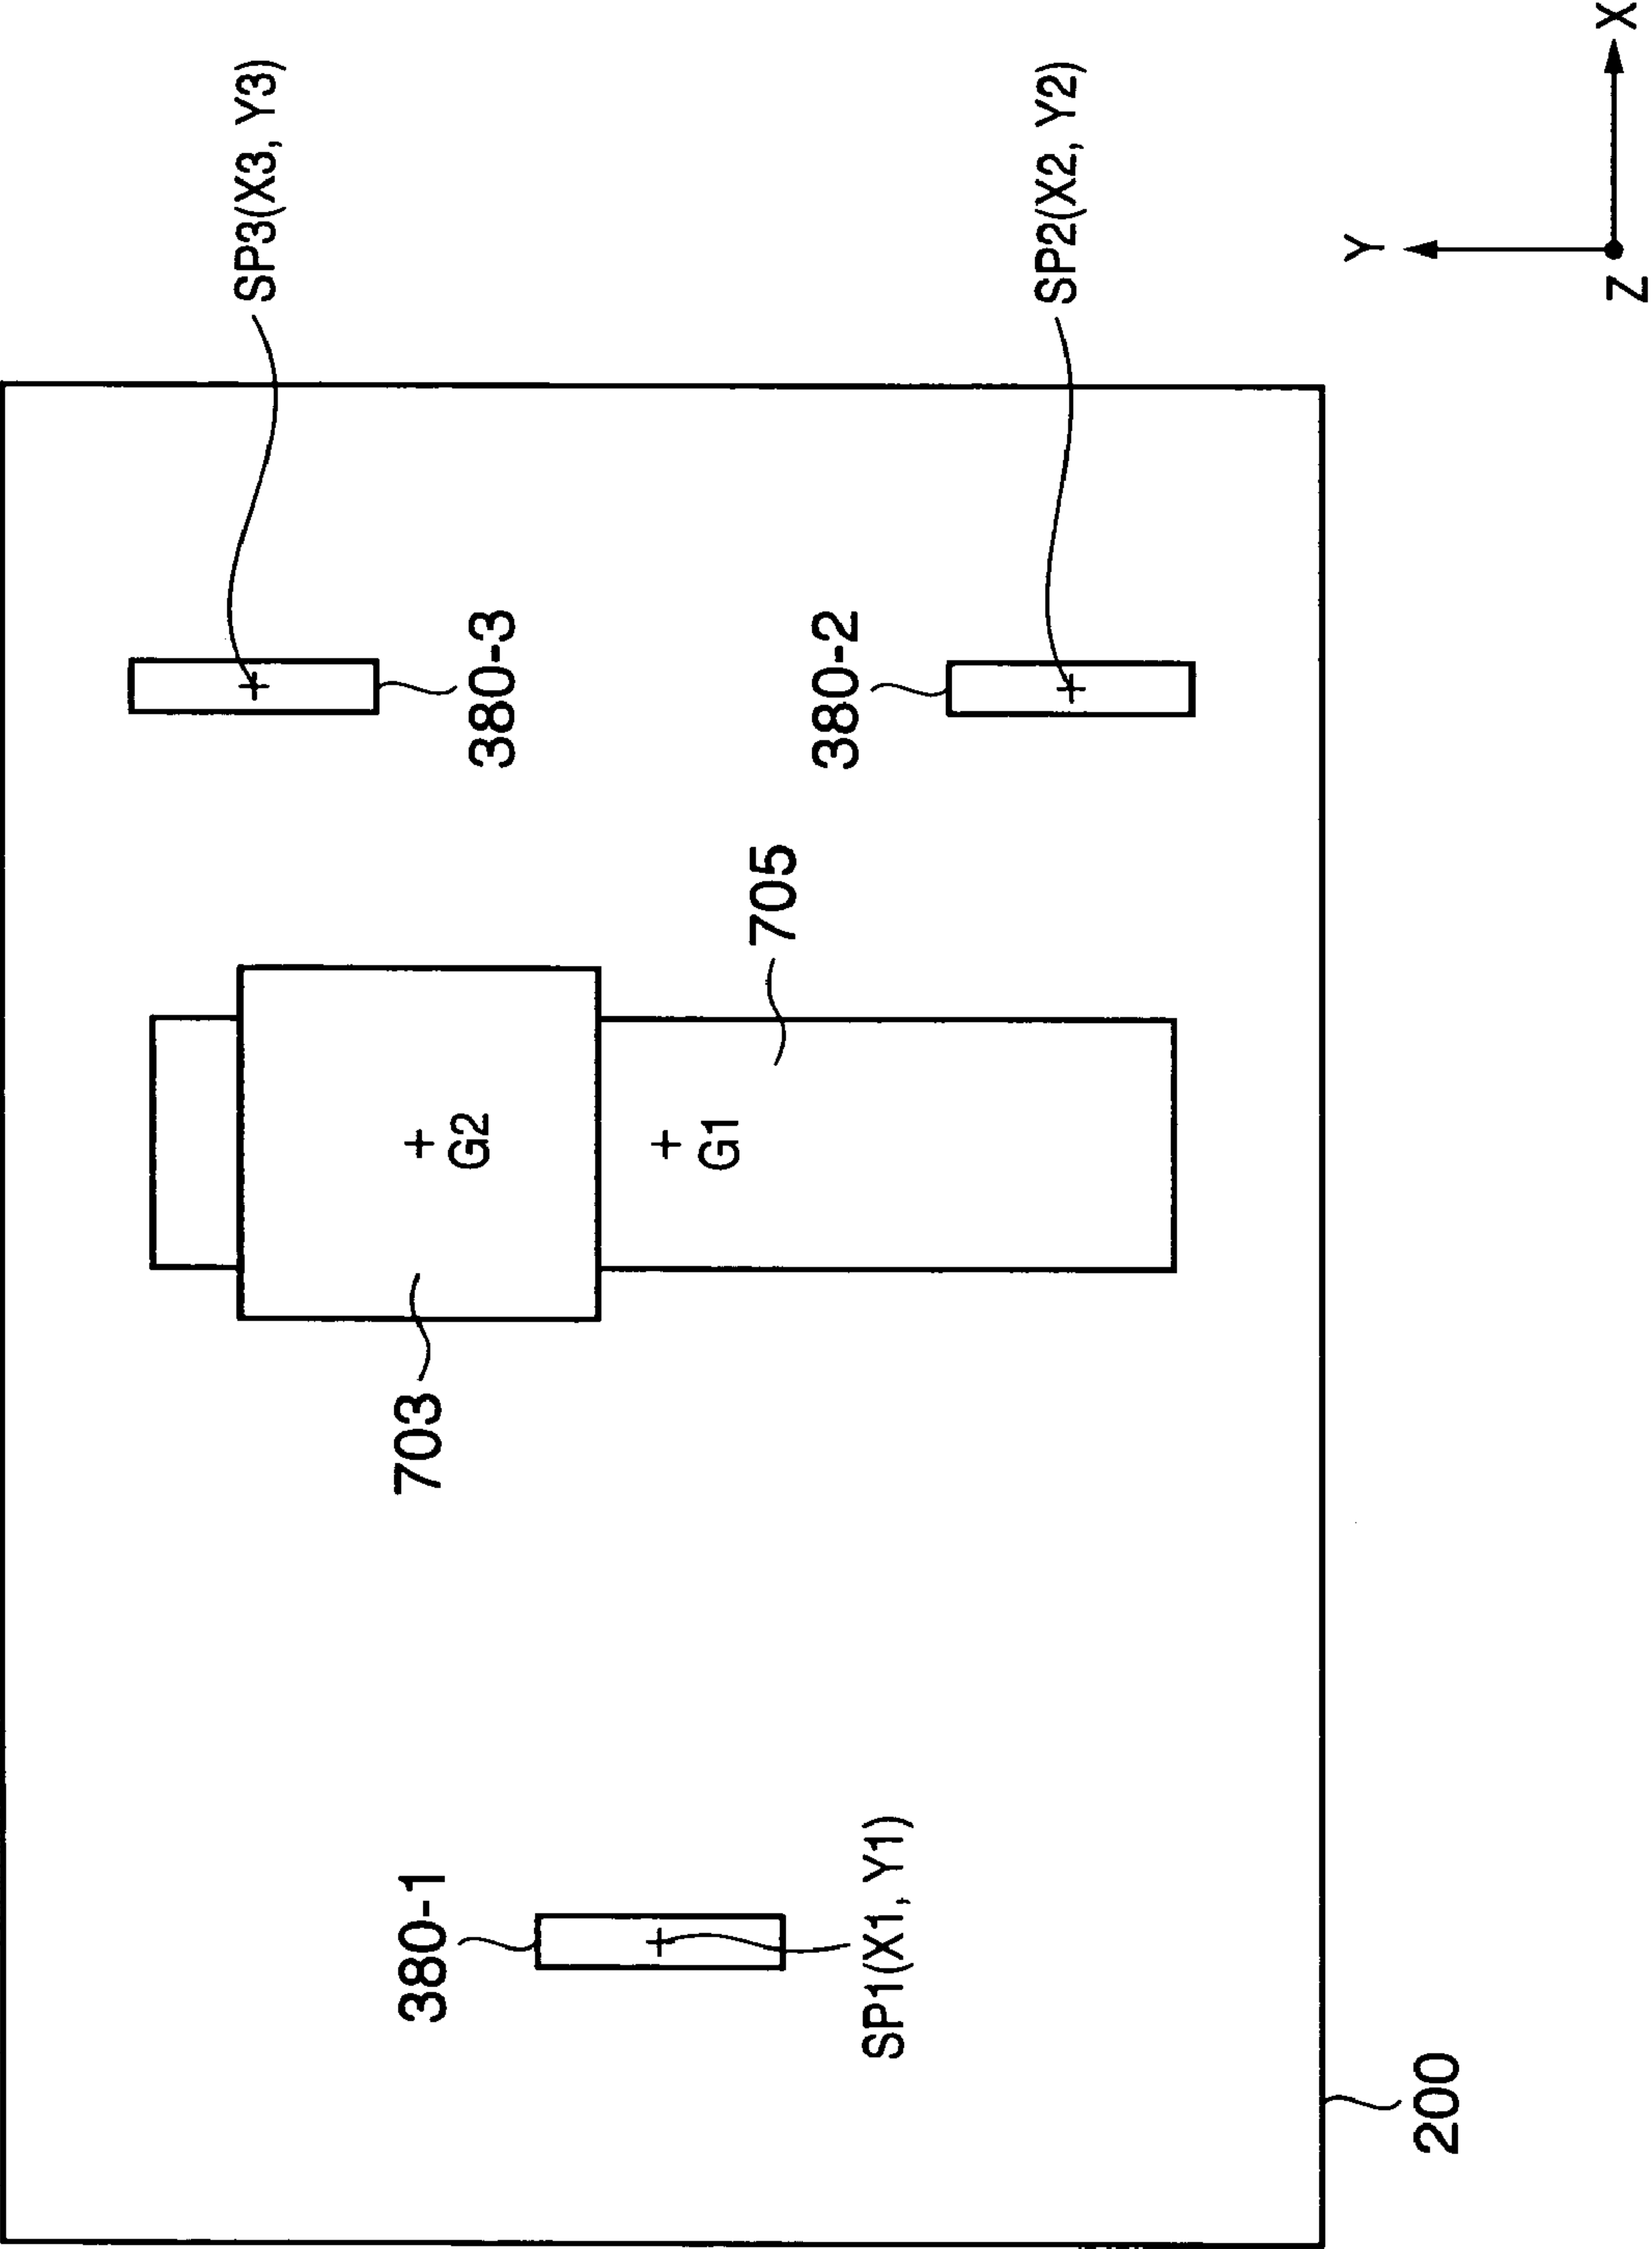 SP3(X3, Y3)
380-1
703
G2
380-3
G1
705
380-2
SP1(X1, Y1)
SP2(X2, Y2)
Y
200
Z
X